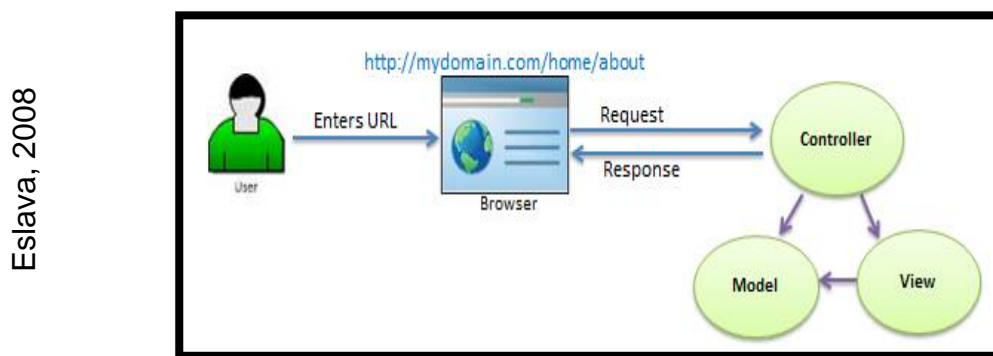 Eslava, 2008
http://mydomain.com/home/about
Enters URL
User
Browser
Request
Response
Controller
Model
View